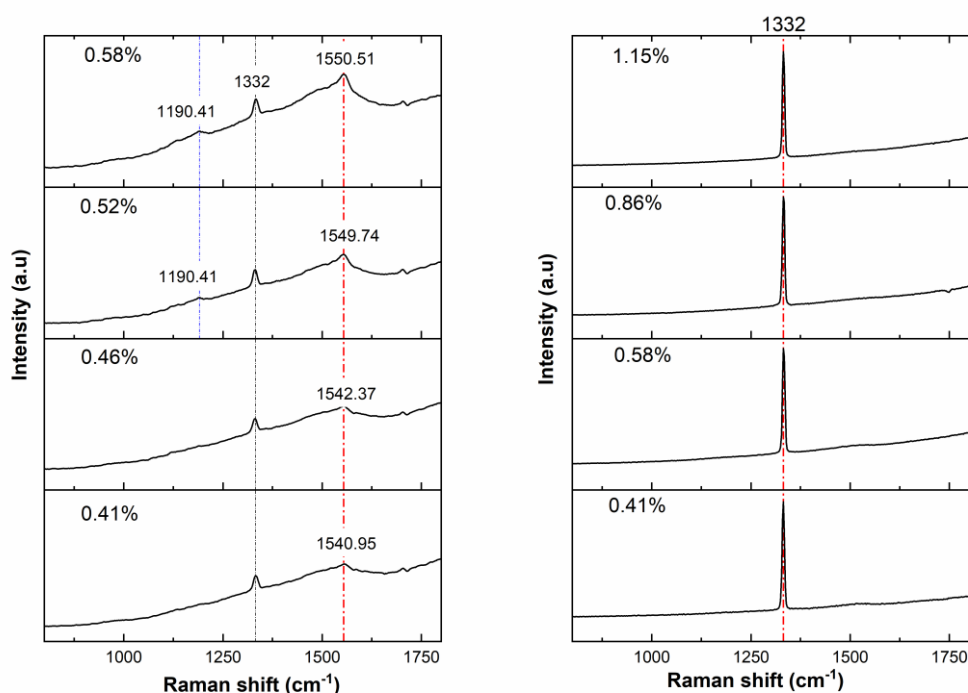 0.58%
1190.41
1332
1550.51
0.52%
1190.41
1549.74
0.46%
1542.37
0.41%
1540.95
Intensity (a.u)
1000 1250 1500 1750
Raman shift (cm⁻¹)
1332
1.15%
0.86%
0.58%
0.41%
Intensity (a.u)
1000 1250 1500 1750
Raman shift (cm⁻¹)